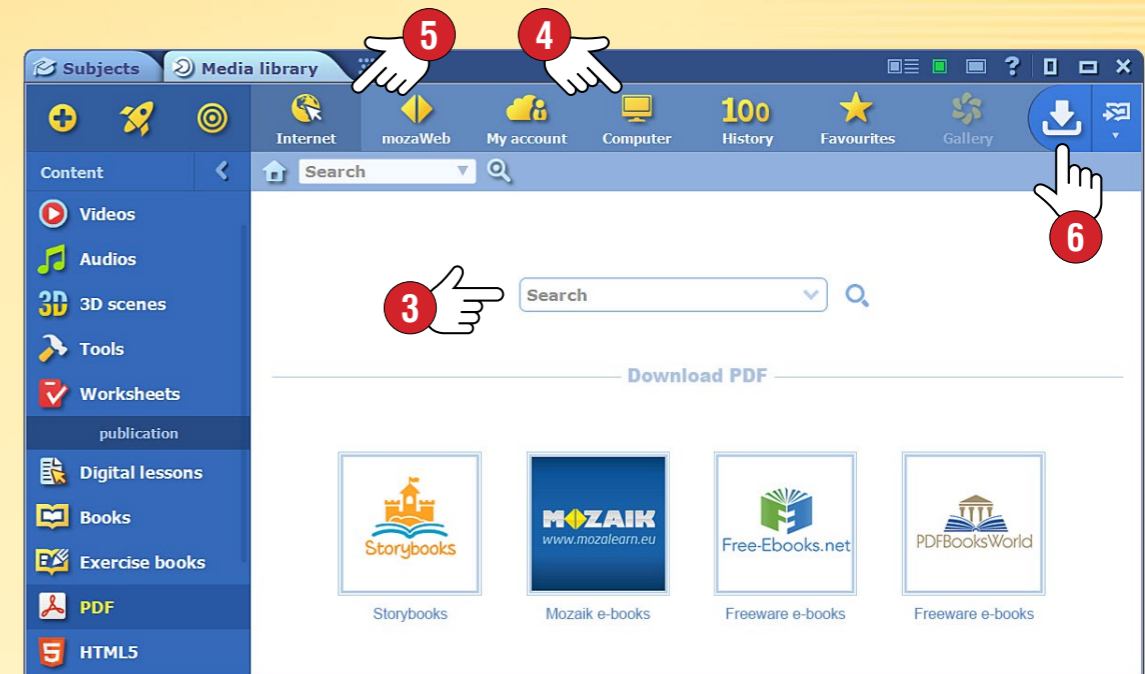 5
4
Subjects
Media library
?
Internet
mozaWeb
My account
Computer
100
History
Favourites
Gallery
Content
Search
6
Videos
Audios
3D
3D scenes
Tools
Worksheets
publication
Digital lessons
Books
Exercise books
PDF
5
HTML5
3
Search
Download PDF
Storybooks
MOZAIK
www.mozalearn.eu
Free-Ebooks.net
PDFBooksWorld
Storybooks
Mozaik e-books
Freeware e-books
Freeware e-books